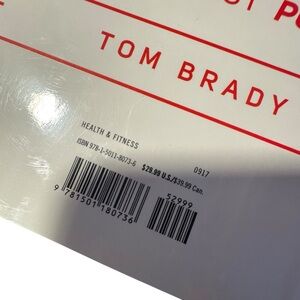 TOM BRADY
HEALTH & FITNESS
0917
ISBN 978-1-5011-8073-6 $29.99 U.S./$39.99 Can.
52999
9 781501 180736